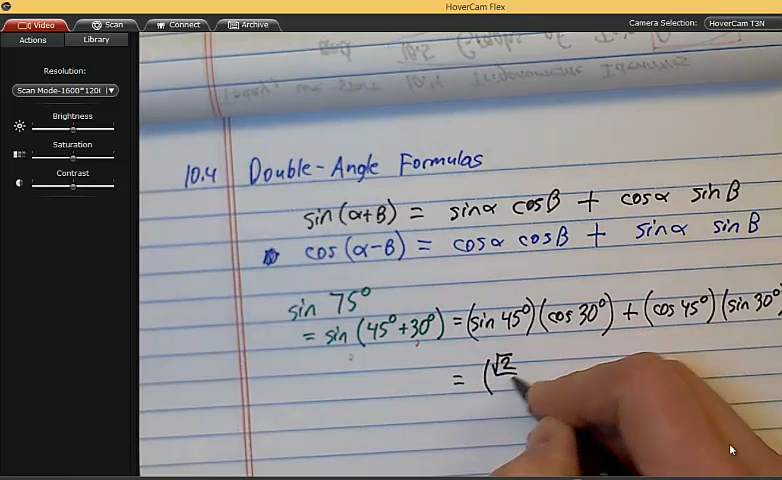 HoverCam Flex
Video Scan Connect Archive Camera Selection: HoverCam T3N
Actions Library
Resolution:
Scan Mode-1600*120(
Brightness
Saturation
Contrast
10.4 Double-Angle Formulas
sin(α+β) = sinα cosβ + cosα sinβ
cos(α-β) = cosα cosβ + sinα sinβ
sin 75°
= sin (45°+30°) = (sin 45°)(cos 30°) + (cos 45°)(sin 30°)
= (√2